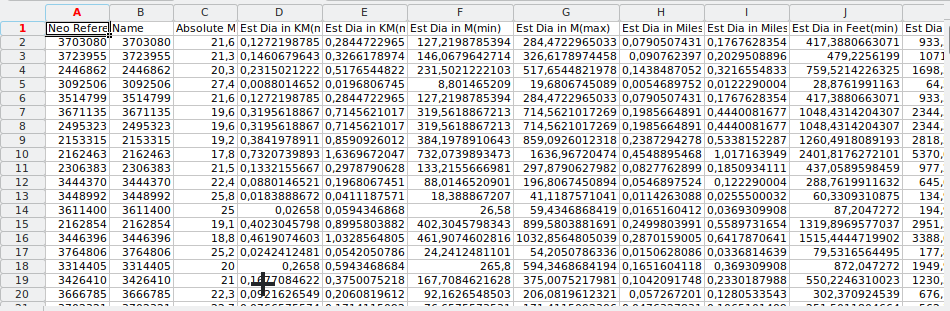 A B C D E F G H I J
1 Neo Refere Name Absolute M Est Dia in KM(n Est Dia in KM(n Est Dia in M(min) Est Dia in M(max) Est Dia in Miles Est Dia in Miles Est Dia in Feet(min) Est Dia
2 3703080 3703080 21,6 0,1272198785 0,2844722965 127,2198785394 284,4722965033 0,0790507431 0,1767628354 417,3880663071 933,
3 3723955 3723955 21,3 0,1460679643 0,3266178974 146,0679642714 326,6178974458 0,090762397 0,2029508896 479,2256199 1071
4 2446862 2446862 20,3 0,2315021222 0,5176544822 231,5021222103 517,6544821978 0,1438487052 0,3216554833 759,5214226325 1698,
5 3092506 3092506 27,4 0,0088014652 0,0196806745 8,801465209 19,6806745089 0,0054689752 0,0122290004 28,8761991163 64,
6 3514799 3514799 21,6 0,1272198785 0,2844722965 127,2198785394 284,4722965033 0,0790507431 0,1767628354 417,3880663071 933,
7 3671135 3671135 19,6 0,3195618867 0,7145621017 319,5618867213 714,5621017269 0,1985664891 0,4440081677 1048,4314207204 2344,
8 2495323 2495323 19,6 0,3195618867 0,7145621017 319,5618867213 714,5621017269 0,1985664891 0,4440081677 1048,4314207204 2344,
9 2153315 2153315 19,2 0,3841978911 0,8590926012 384,1978910643 859,0926012318 0,2387294278 0,5338152287 1260,4918089293 2818,
10 2162463 2162463 17,8 0,7320739893 1,6369672047 732,0739893473 1636,96720474 0,4548895468 1,017163949 2401,8176272101 5370
11 2306383 2306383 21,5 0,1332155667 0,2978790628 133,2155666981 297,8790627982 0,0827762899 0,1850934111 437,0589790682 977,
12 3444370 3444370 22,4 0,0880146521 0,1968067451 88,0146520901 196,8067450894 0,0546897524 0,122290004 288,7619911632 645,
13 3448992 3448992 25,8 0,0183888672 0,0411187571 18,388867207 41,1187571041 0,0114263088 0,0255500032 60,3309310875 134,
14 3611400 3611400 25 0,02658 0,0594346868 26,58 59,4346868419 0,0165160412 0,0369309908 87,2047272 194,
15 2162854 2162854 19,1 0,4023045798 0,8995803882 402,3045798343 899,5803881691 0,2499803991 0,5589731654 1319,8969577037 2951,
16 3446396 3446396 18,8 0,4619074603 1,0328564805 461,9074602816 1032,8564805039 0,2870159005 0,6417870641 1515,4444719902 3388
17 3764806 3764806 25,2 0,0242412481 0,0542050786 24,2412481101 54,2050786336 0,0150628086 0,0336814639 79,5316564495 177,
18 3314405 3314405 20 0,2658 0,5943468684 265,8 594,3468684194 0,1651604118 0,369309908 872,047272 1949,
19 3426410 3426410 21 0,1677084622 0,3750075218 167,7084621628 375,0075217981 0,1042091748 0,2330187988 550,2246310023 1230,
20 3666785 3666785 22,3 0,0921626549 0,2060819612 92,1626548503 206,0819612321 0,057267201 0,1280533543 302,370924539 676,